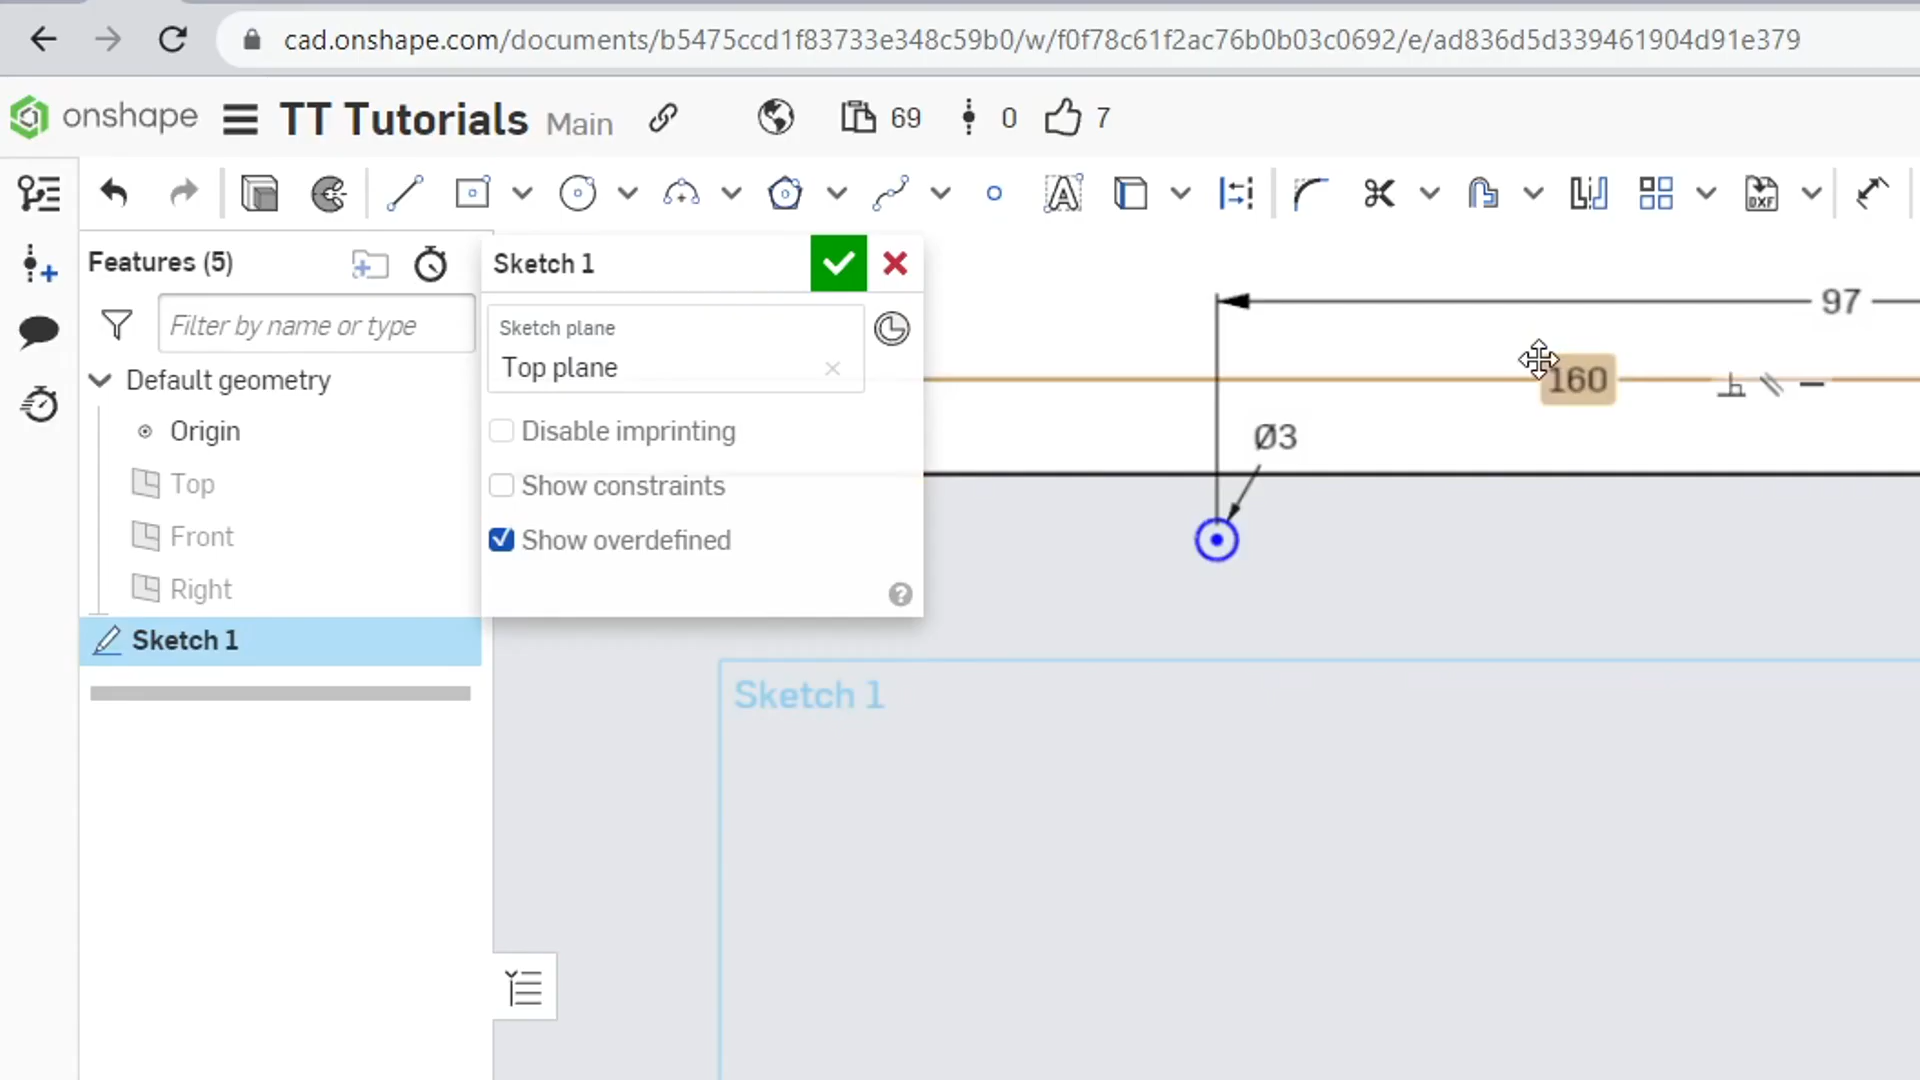 cad.onshape.com/documents/b5475ccd1f83733e348c59b0/w/f0f78c61f2ac76b0b03c0692/e/ad836d5d339461904d91e379
onshape TT Tutorials Main 69 0 7
DXF
Features (5)
Filter by name or type
Default geometry
Origin
Top
Front
Right
Sketch 1
Sketch 1
Sketch plane
Top plane
Disable imprinting
Show constraints
Show overdefined
97
160
Ø3
Sketch 1